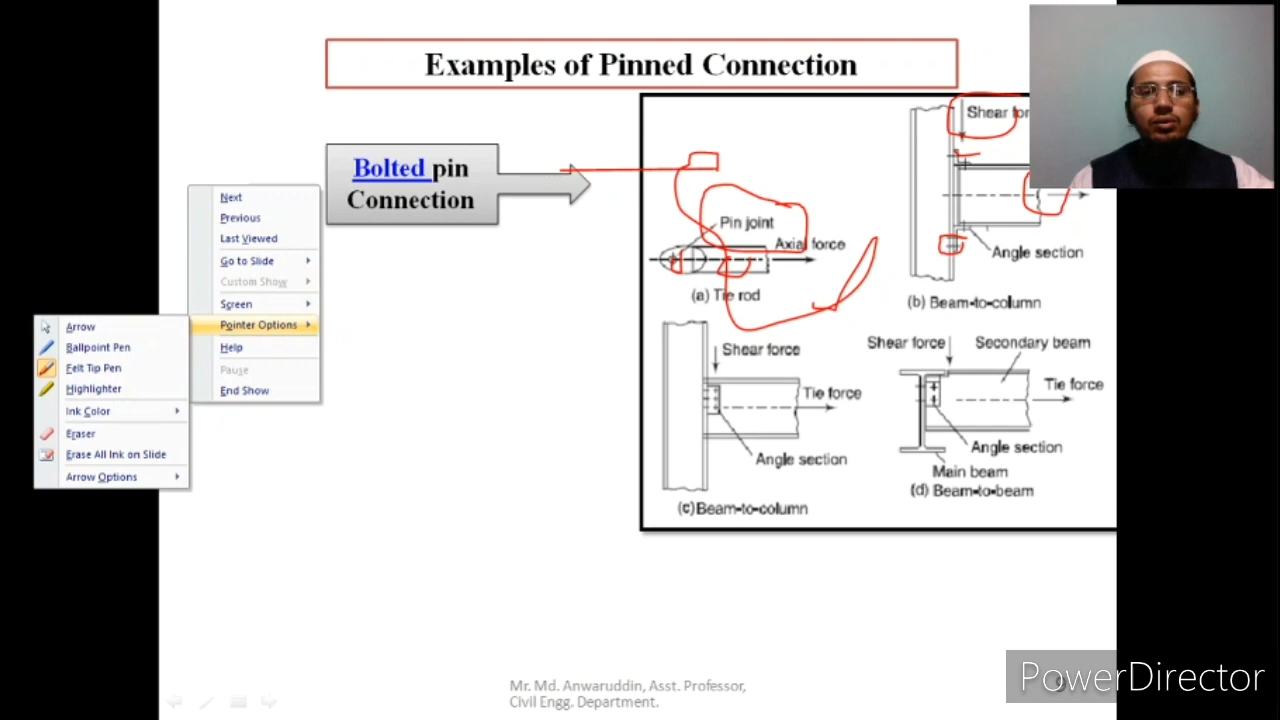 Examples of Pinned Connection
Bolted pin
Connection
Next
Previous
Last Viewed
Go to Slide
Custom Show
Screen
Pointer Options
Help
Pause
End Show
Arrow
Ballpoint Pen
Felt Tip Pen
Highlighter
Ink Color
Eraser
Erase All Ink on Slide
Arrow Options
Pin joint
Axial force
(a) Tie rod
Shear for
Angle section
(b) Beam-to-column
Shear force
Tie force
Angle section
(c) Beam-to-column
Shear force
Secondary beam
Tie force
Angle section
Main beam
(d) Beam-to-beam
Mr. Md. Anwaruddin, Asst. Professor,
Civil Engg. Department.
PowerDirector